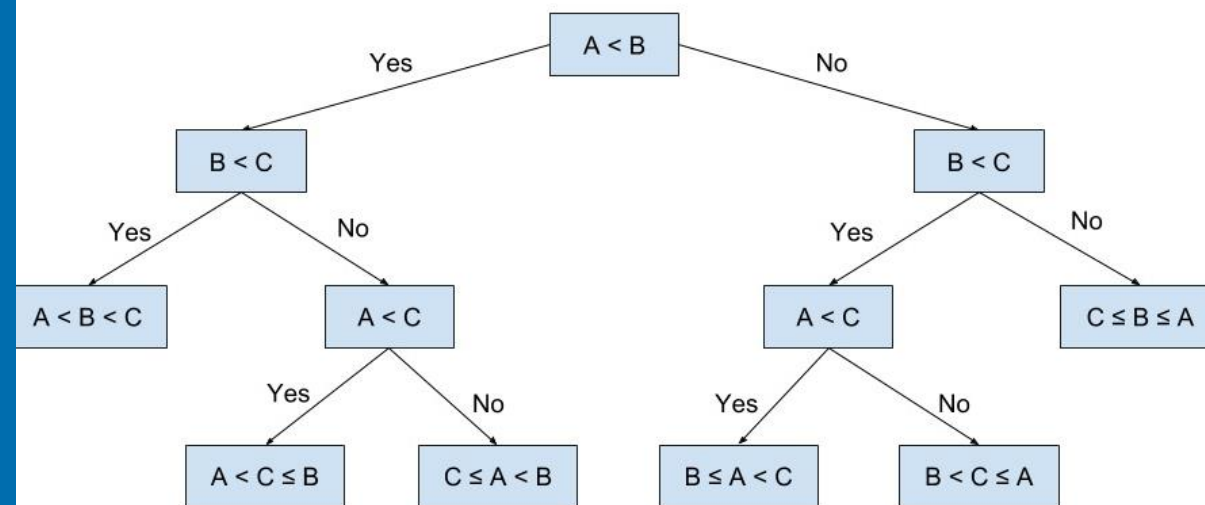 A < B
Yes
No
B < C
B < C
Yes
No
Yes
No
A < B < C
A < C
A < C
C ≤ B ≤ A
Yes
No
Yes
No
A < C ≤ B
C ≤ A < B
B ≤ A < C
B < C ≤ A